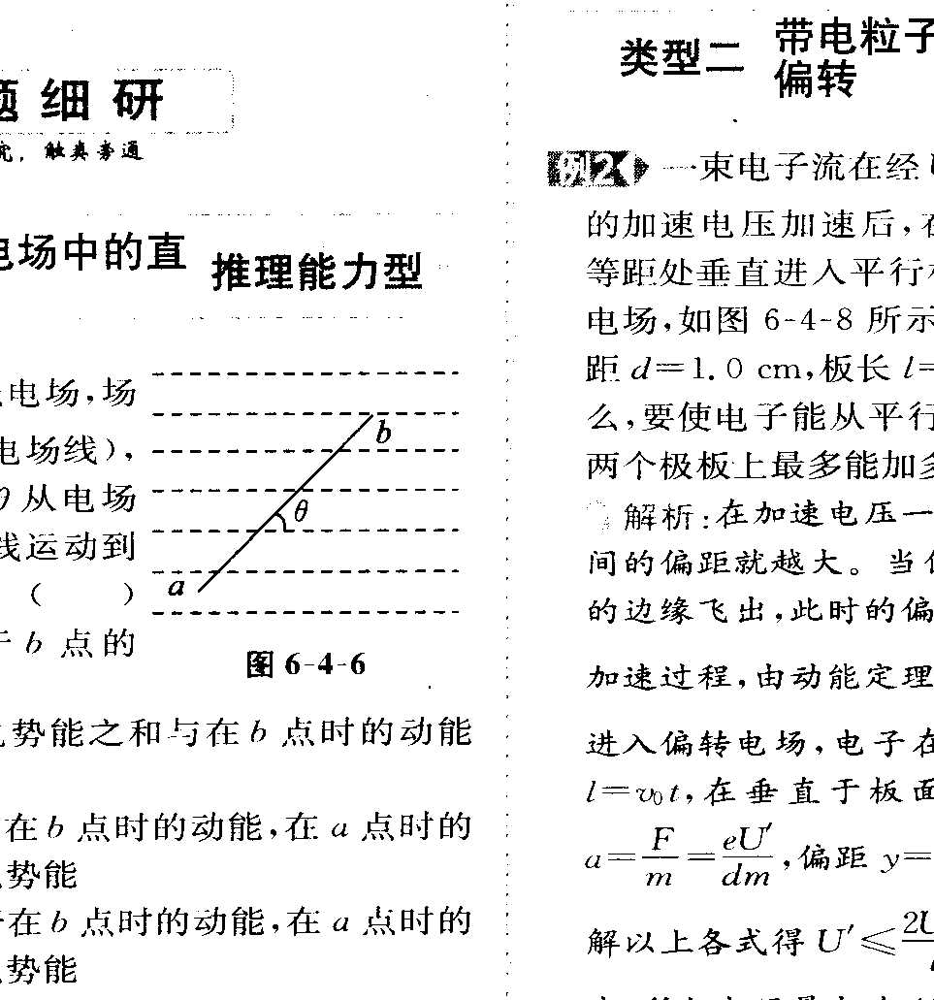 题细研
究，触类旁通
电场中的直 推理能力型
电场，场
电场线），
θ 从电场
线运动到
（ ）
b 点的
a
b
θ
图 6-4-6
势能之和与在 b 点时的动能
在 b 点时的动能，在 a 点时的
势能
在 b 点时的动能，在 a 点时的
势能
类型二 带电粒子
偏转
例2 一束电子流在经
的加速电压加速后，在
等距处垂直进入平行
电场，如图 6-4-8 所示
距 d=1.0 cm，板长 l=
么，要使电子能从平行
两个极板上最多能加多
解析：在加速电压一
间的偏距就越大。当
的边缘飞出，此时的偏
加速过程，由动能定理
进入偏转电场，电子在
l=v₀t，在垂直于板面
a=F/m=eU′/dm，偏距 y=
解以上各式得 U′≤2U